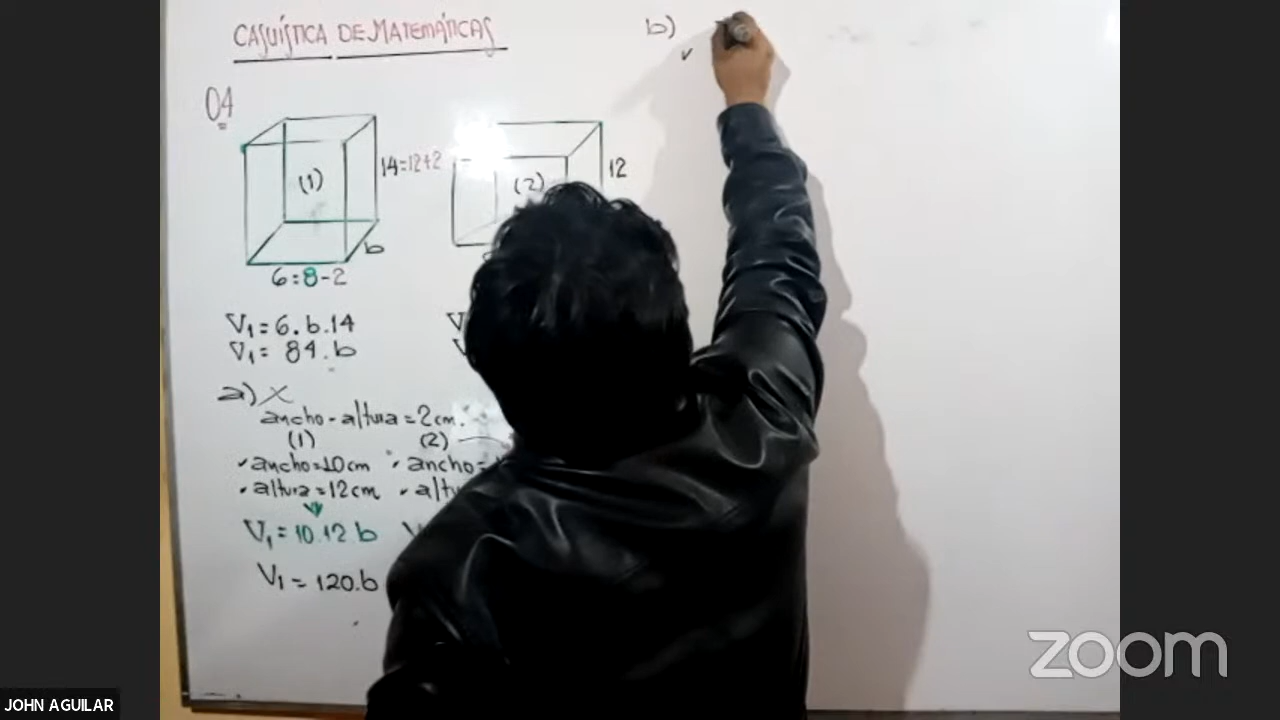 CASUÍSTICA DE MATEMÁTICAS
04
(1)
14=12+2
b
6=8-2
V₁=6.b.14
V₁= 84.b
(2)
12
a) X
ancho - altura = 2cm.
(1)
(2)
✓ancho=10cm
• ancho=
• altura=12cm
V₁= 10.12.b
V₁= 120.b
b)
✓
zoom
JOHN AGUILAR